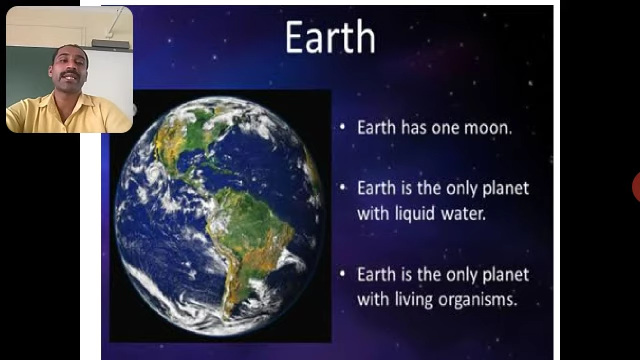 Earth
• Earth has one moon.
• Earth is the only planet
with liquid water.
• Earth is the only planet
with living organisms.